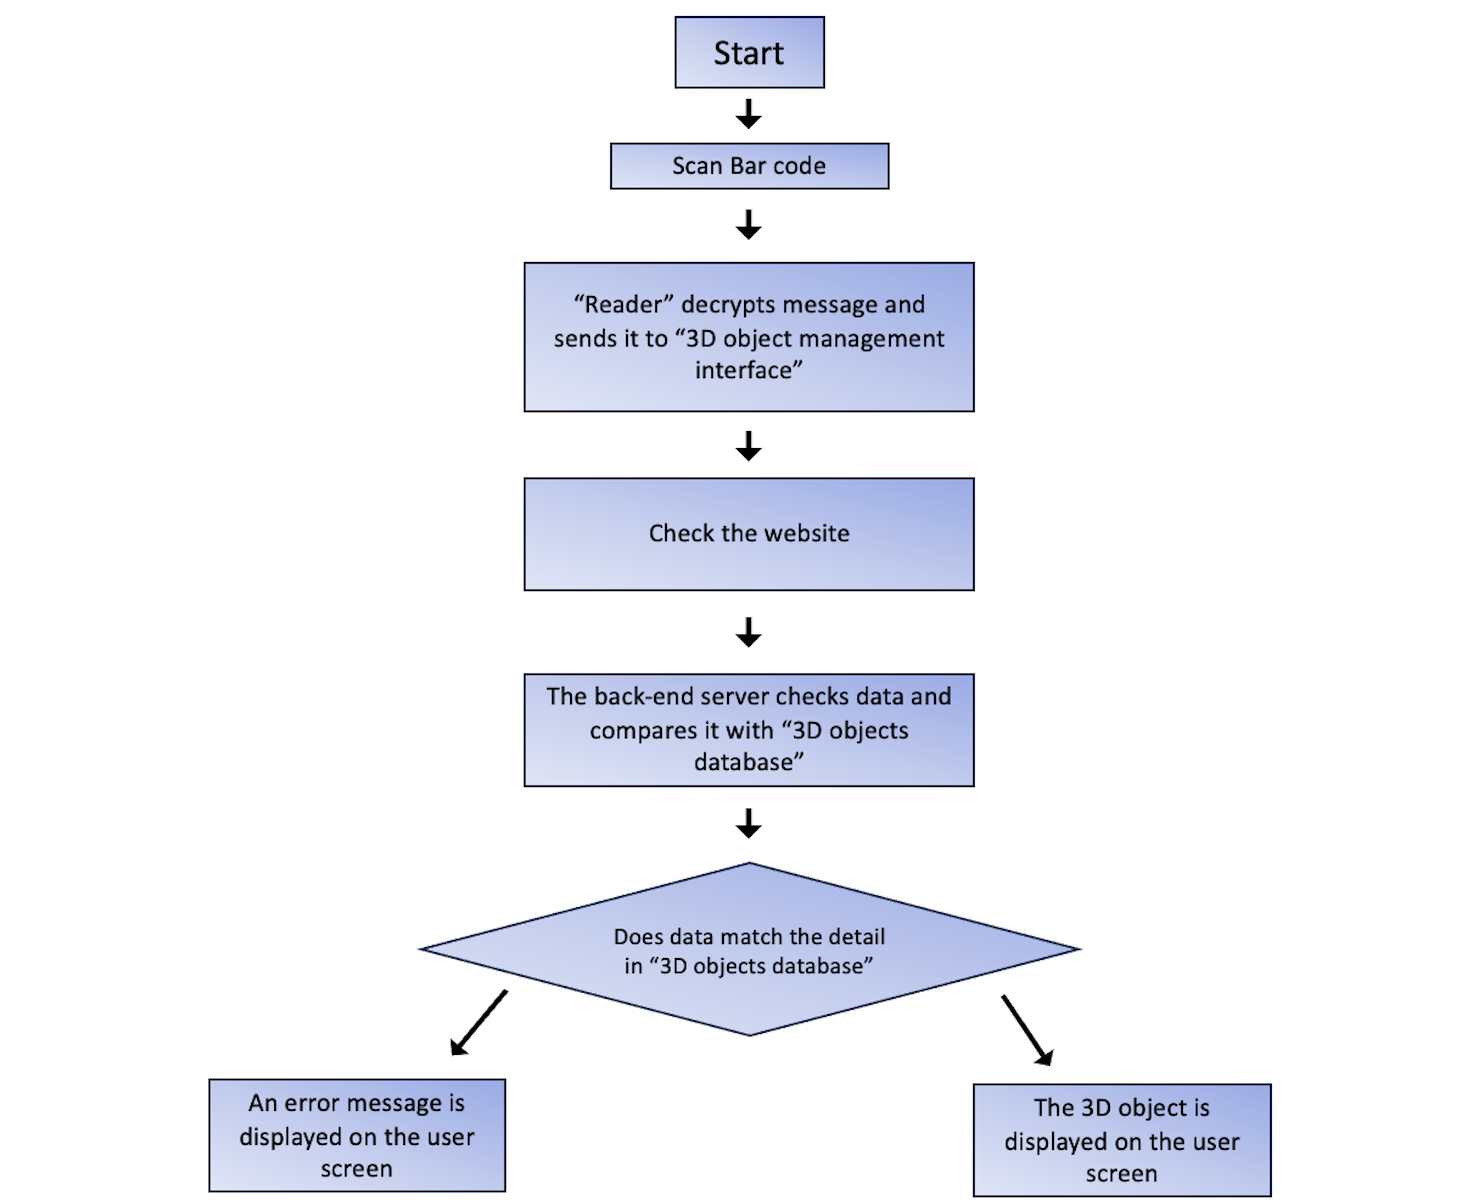 Start
Scan Bar code
“Reader” decrypts message and
sends it to “3D object management
interface”
Check the website
The back-end server checks data and
compares it with “3D objects
database”
Does data match the detail
in “3D objects database”
An error message is
displayed on the user
screen
The 3D object is
displayed on the user
screen